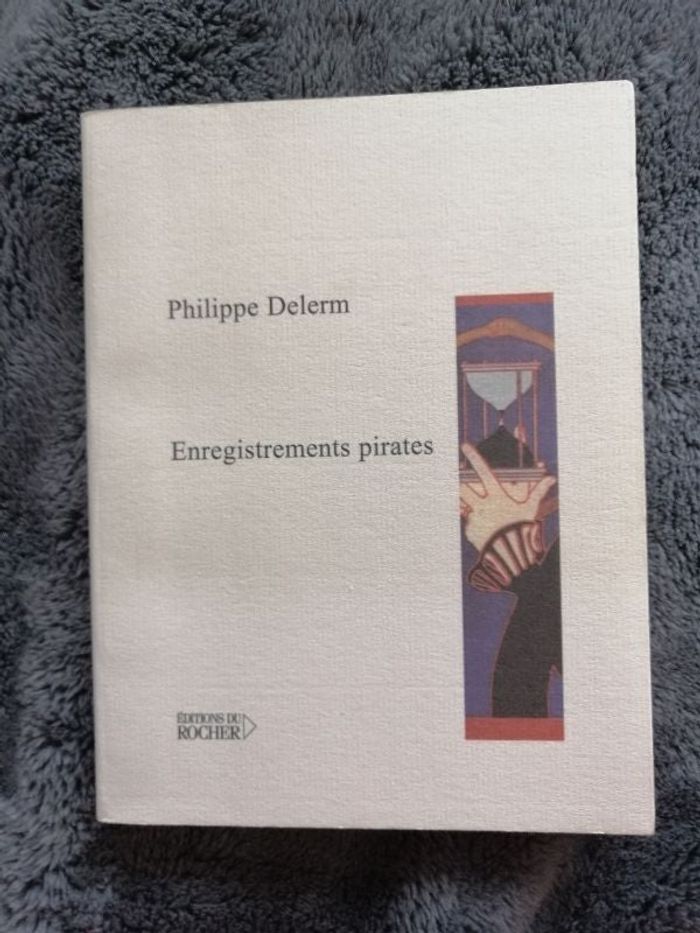 Philippe Delerm
Enregistrements pirates
ÉDITIONS DU
ROCHER